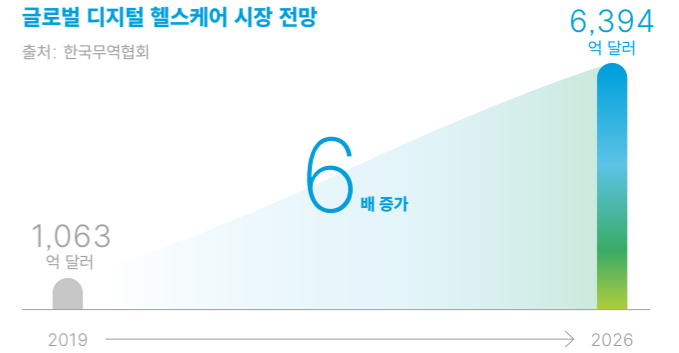 글로벌 디지털 헬스케어 시장 전망
출처: 한국무역협회
6,394
억 달러
6배 증가
1,063
억 달러
2019
2026